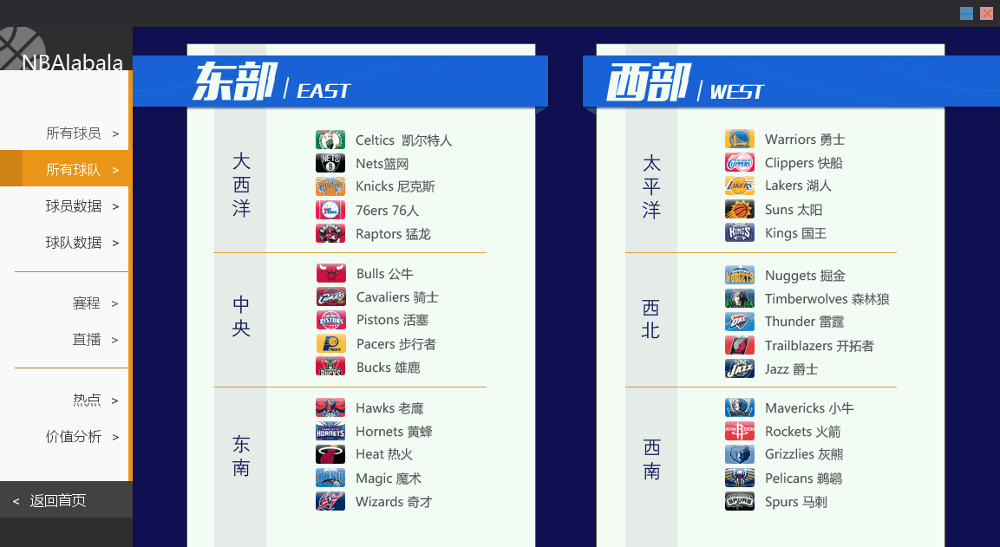 NBAlabala
所有球员 >
所有球队 >
球员数据 >
球队数据 >
赛程 >
直播 >
热点 >
价值分析 >
< 返回首页
东部 | EAST
大西洋
Celtics 凯尔特人
Nets篮网
Knicks 尼克斯
76ers 76人
Raptors 猛龙
中央
Bulls 公牛
Cavaliers 骑士
Pistons 活塞
Pacers 步行者
Bucks 雄鹿
东南
Hawks 老鹰
Hornets 黄蜂
Heat 热火
Magic 魔术
Wizards 奇才
西部 | WEST
太平洋
Warriors 勇士
Clippers 快船
Lakers 湖人
Suns 太阳
Kings 国王
西北
Nuggets 掘金
Timberwolves 森林狼
Thunder 雷霆
Trailblazers 开拓者
Jazz 爵士
西南
Mavericks 小牛
Rockets 火箭
Grizzlies 灰熊
Pelicans 鹈鹕
Spurs 马刺